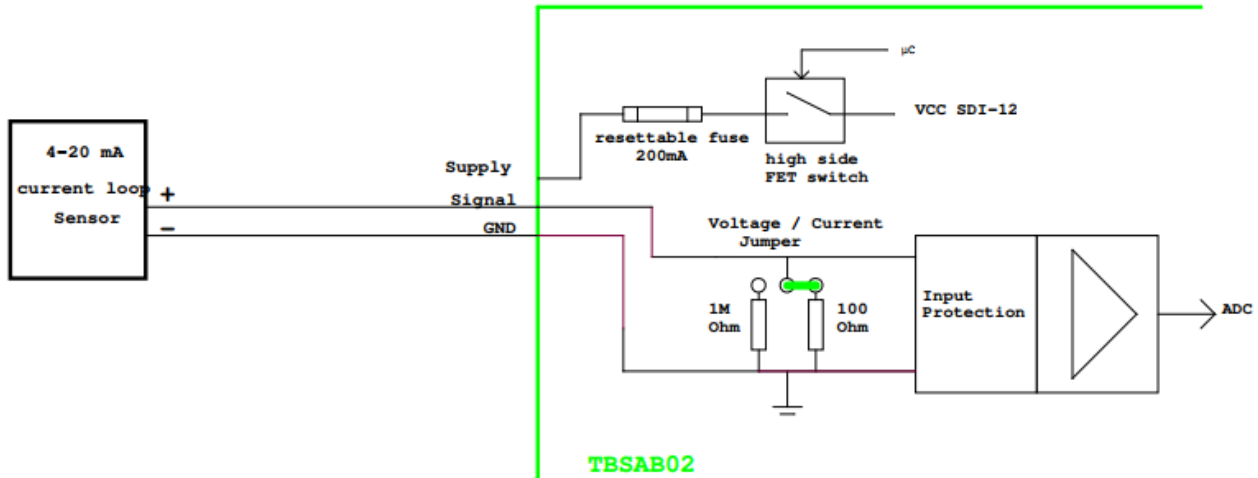 µC
VCC SDI-12
resettable fuse
200mA
high side
FET switch
4-20 mA
current loop
Sensor
+
-
Supply
Signal
GND
Voltage / Current
Jumper
1M
Ohm
100
Ohm
Input
Protection
ADC
TBSAB02